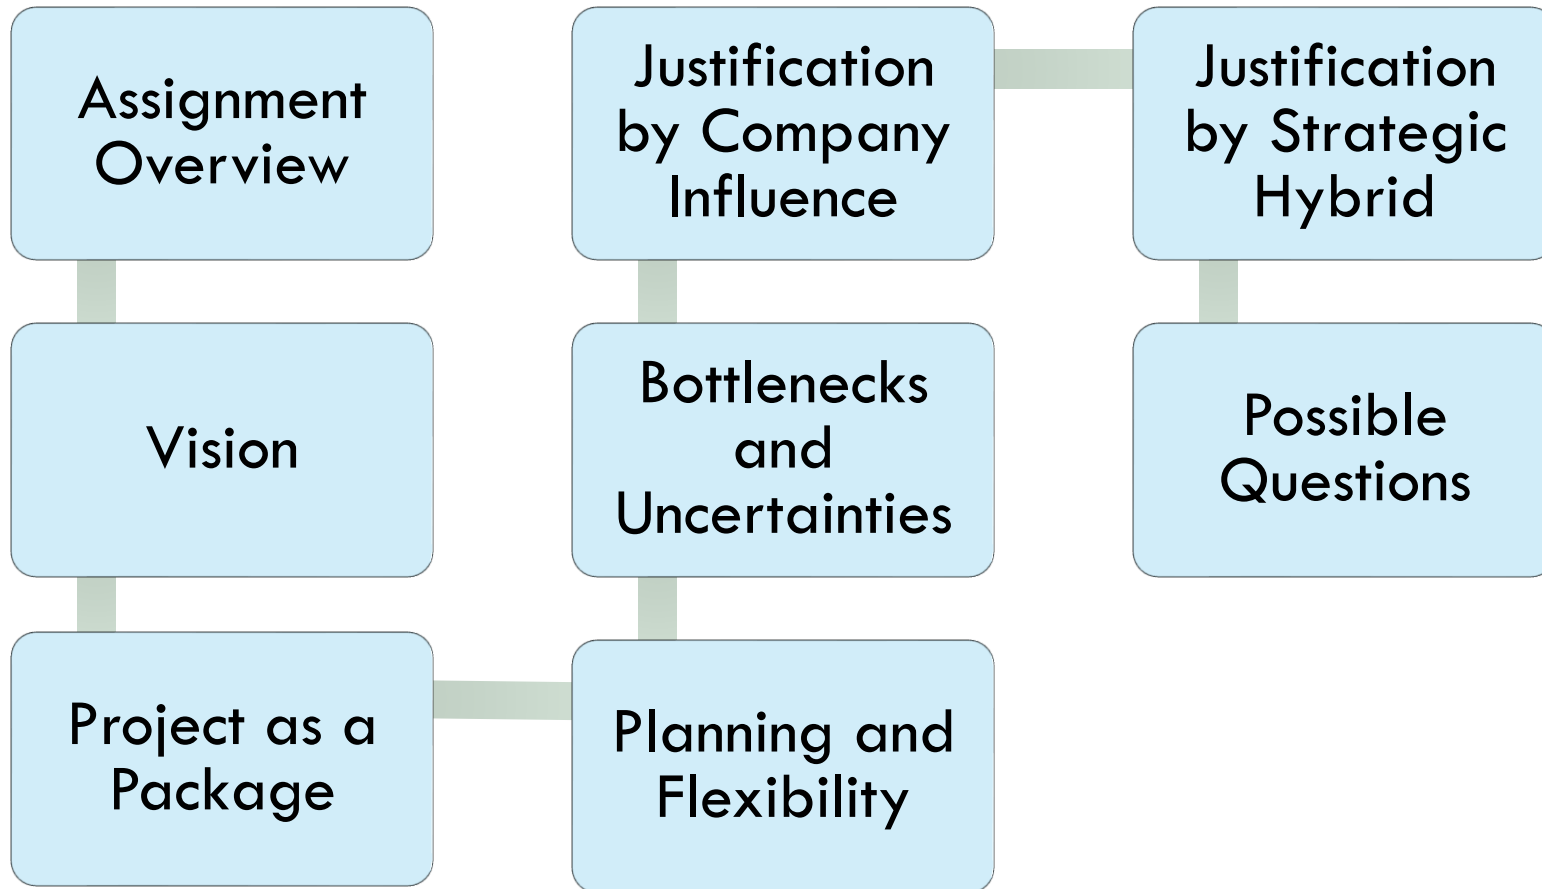 Assignment
Overview
Vision
Project as a
Package
Planning and
Flexibility
Bottlenecks
and
Uncertainties
Justification
by Company
Influence
Justification
by Strategic
Hybrid
Possible
Questions